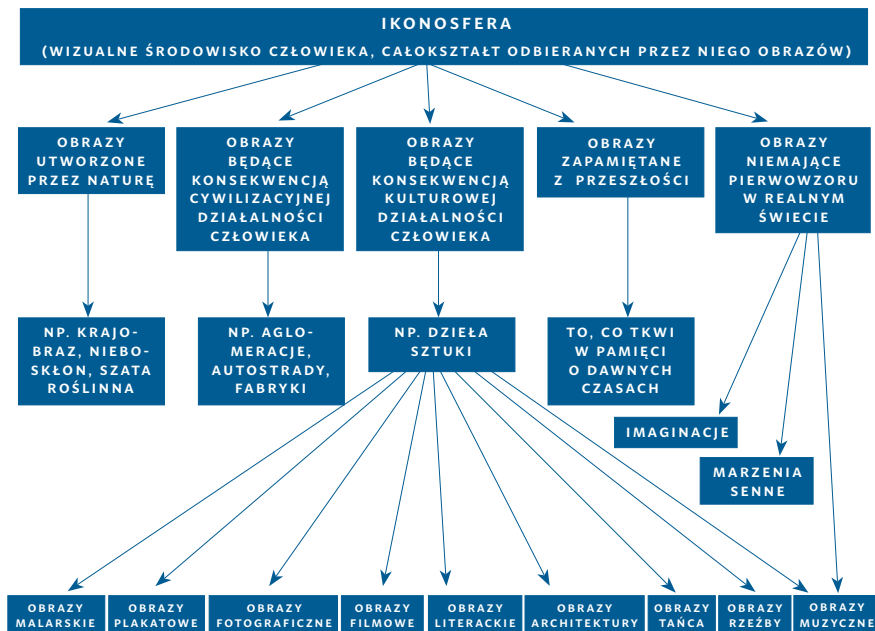 IKONOSFERA
(WIZUALNE ŚRODOWISKO CZŁOWIEKA, CAŁOKSZTAŁT ODBIERANYCH PRZEZ NIEGO OBRAZÓW)
OBRAZY
UTWORZONE
PRZEZ NATURĘ
OBRAZY
BĘDĄCE
KONSEKWENCJĄ
CYWILIZACYJNEJ
DZIAŁALNOŚCI
CZŁOWIEKA
OBRAZY
BĘDĄCE
KONSEKWENCJĄ
KULTUROWEJ
DZIAŁALNOŚCI
CZŁOWIEKA
OBRAZY
ZAPAMIĘTANE
Z PRZESZŁOŚCI
OBRAZY
NIEMAJĄCE
PIERWOWZORU
W REALNYM
ŚWIECIE
NP. KRAJO-
BRAZ, NIEBO-
SKŁON, SZATA
ROŚLINNA
NP. AGLO-
MERACJE,
AUTOSTRADY,
FABRYKI
NP. DZIEŁA
SZTUKI
TO, CO TKWI
W PAMIĘCI
O DAWNYCH
CZASACH
IMAGINACJE
MARZENIA
SENNE
OBRAZY
MALARSKIE
OBRAZY
PLAKATOWE
OBRAZY
FOTOGRAFICZNE
OBRAZY
FILMOWE
OBRAZY
LITERACKIE
OBRAZY
ARCHITEKTURY
OBRAZY
TAŃCA
OBRAZY
RZEŹBY
OBRAZY
MUZYCZNE